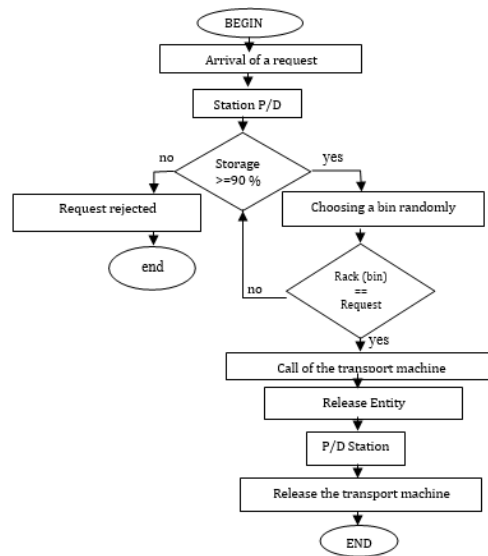 BEGIN
Arrival of a request
Station P/D
no
Storage
>=90 %
yes
Request rejected
Choosing a bin randomly
end
no
Rack (bin)
==
Request
yes
Call of the transport machine
Release Entity
P/D Station
Release the transport machine
END